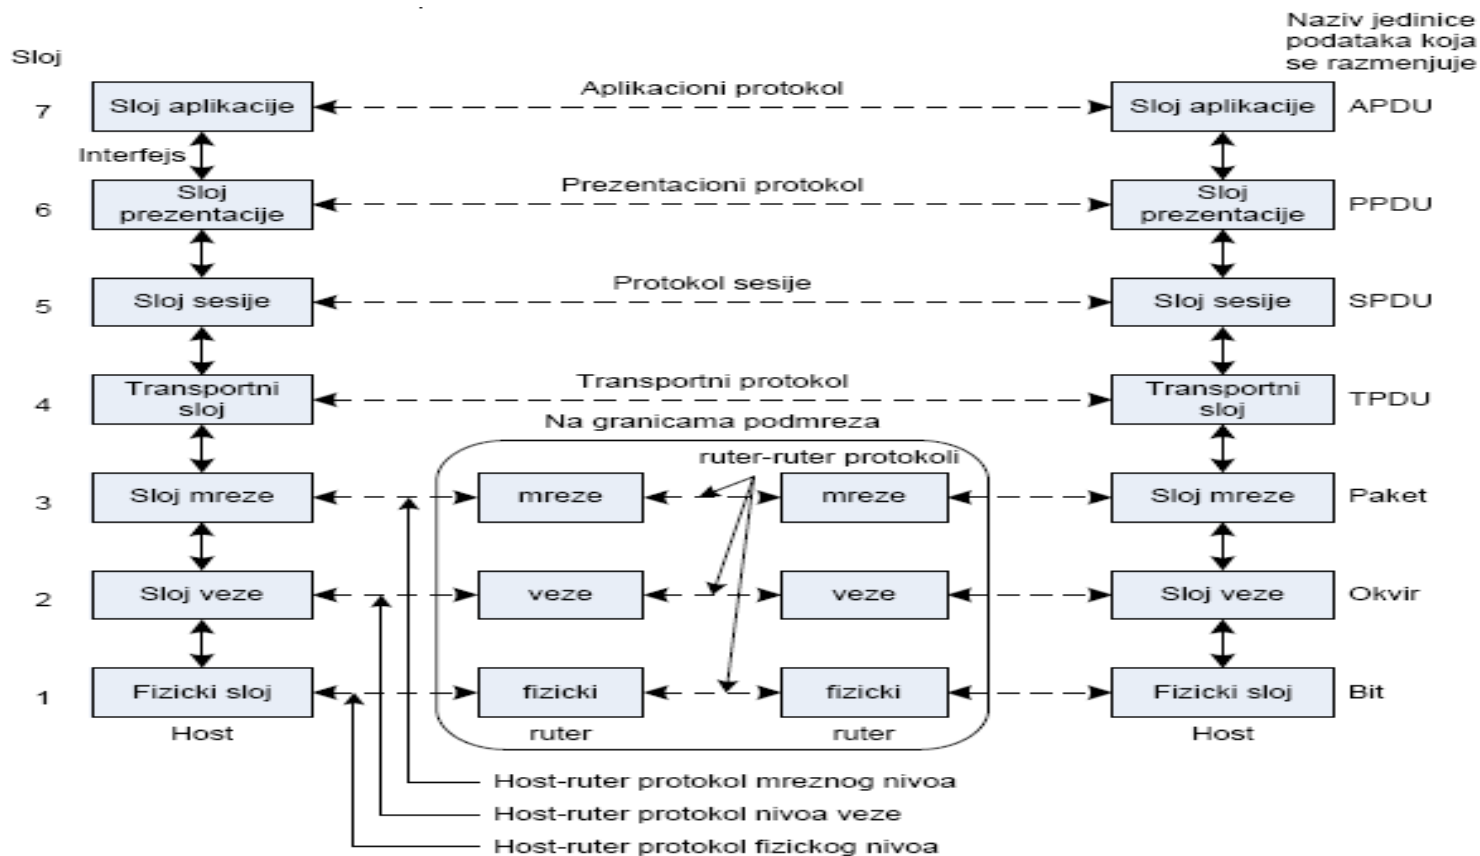 Naziv jedinice
podataka koja
se razmenjuje
Sloj
7
Sloj aplikacije
Aplikacioni protokol
Sloj aplikacije
APDU
Interfejs
6
Sloj
prezentacije
Prezentacioni protokol
Sloj
prezentacije
PPDU
5
Sloj sesije
Protokol sesije
Sloj sesije
SPDU
4
Transportni
sloj
Transportni protokol
Transportni
sloj
TPDU
Na granicama podmreza
ruter-ruter protokoli
3
Sloj mreze
mreze
mreze
Sloj mreze
Paket
2
Sloj veze
veze
veze
Sloj veze
Okvir
1
Fizicki sloj
fizicki
fizicki
Fizicki sloj
Bit
Host
ruter
ruter
Host
Host-ruter protokol mreznog nivoa
Host-ruter protokol nivoa veze
Host-ruter protokol fizickog nivoa